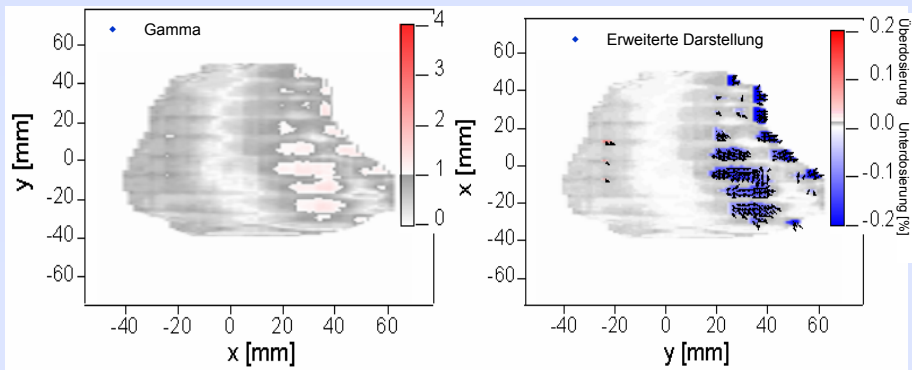 Gamma
60
40
20
0
-20
-40
-60
y [mm]
-40 -20 0 20 40 60
x [mm]
4
3
2
1
0
Erweiterte Darstellung
60
40
20
0
-20
-40
-60
x [mm]
-40 -20 0 20 40 60
y [mm]
0.2
0.1
0.0
-0.1
-0.2
Überdosierung
Unterdosierung [%]